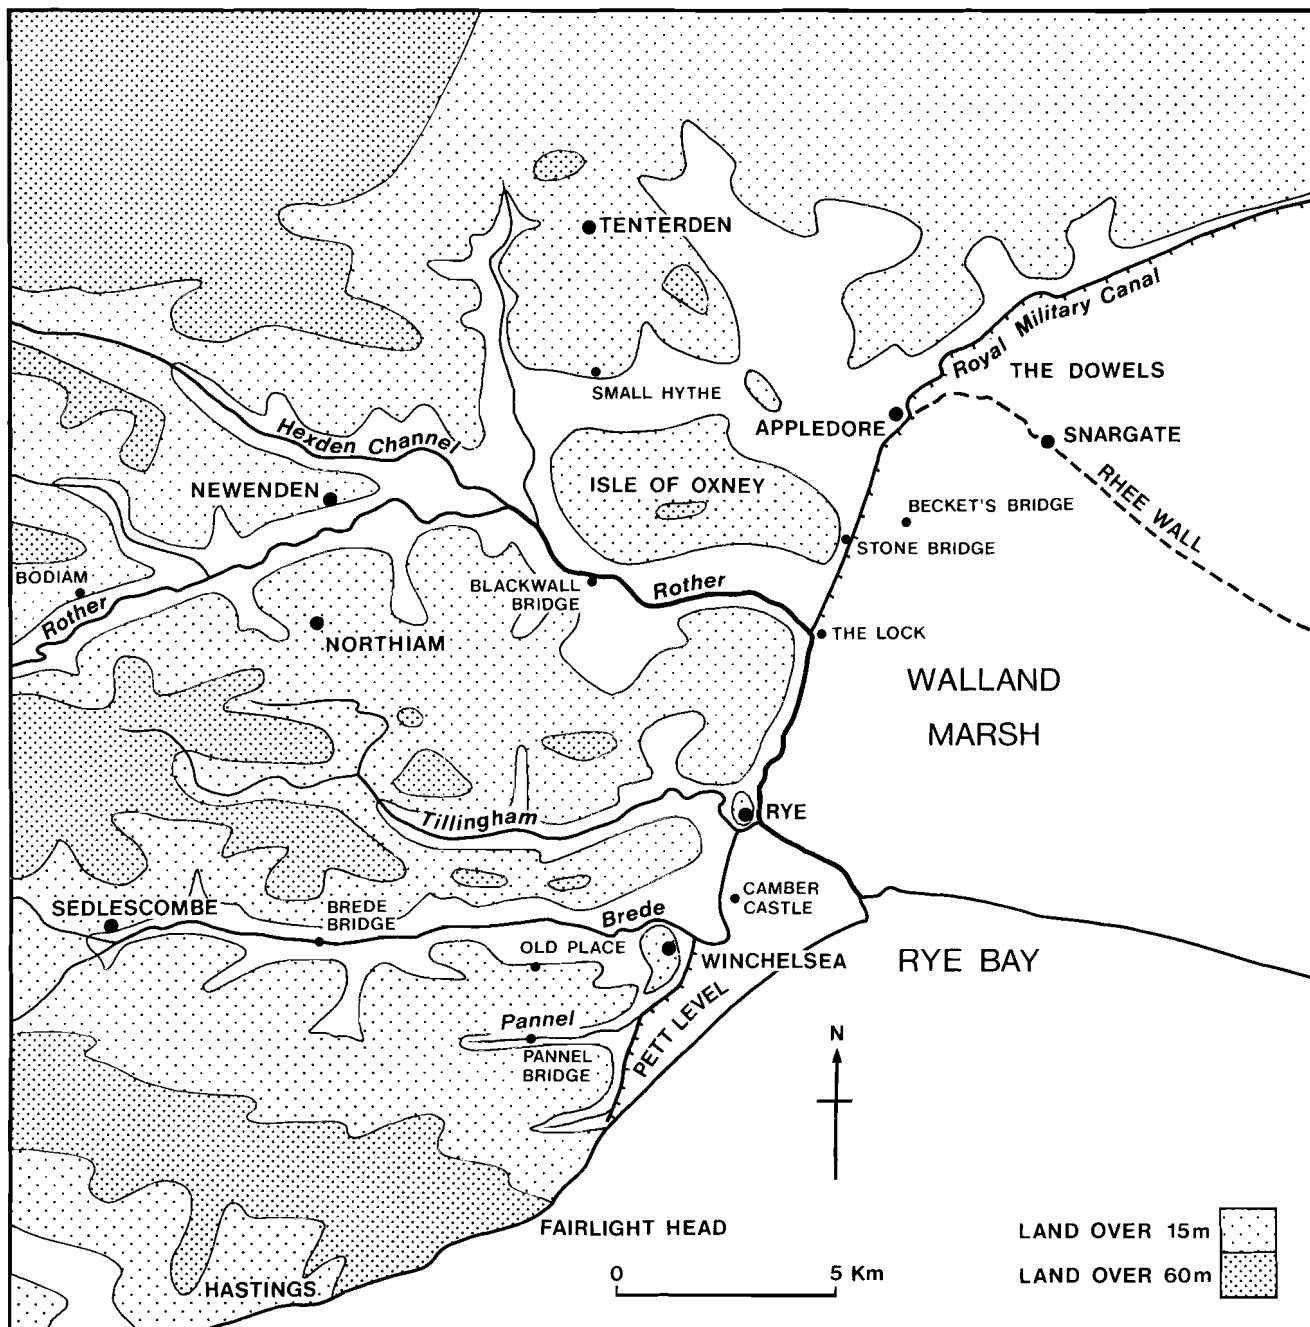 TENTERDEN
Royal Military Canal
THE DOWELS
SMALL HYTHE
APPLEDORE
SNARGATE
Hexden Channel
NEWENDEN
ISLE OF OXNEY
RHEE WALL
BECKET'S BRIDGE
STONE BRIDGE
BODIAM
Rother
BLACKWALL
BRIDGE
Rother
NORTHIAM
THE LOCK
WALLAND
MARSH
Tillingham
RYE
SEDLESCOMBE
BREDE
BRIDGE
Brede
CAMBER
CASTLE
OLD PLACE
WINCHELSEA
RYE BAY
Pannel
PETT LEVEL
PANNEL
BRIDGE
N
FAIRLIGHT HEAD
LAND OVER 15m
LAND OVER 60m
HASTINGS
0 5 Km